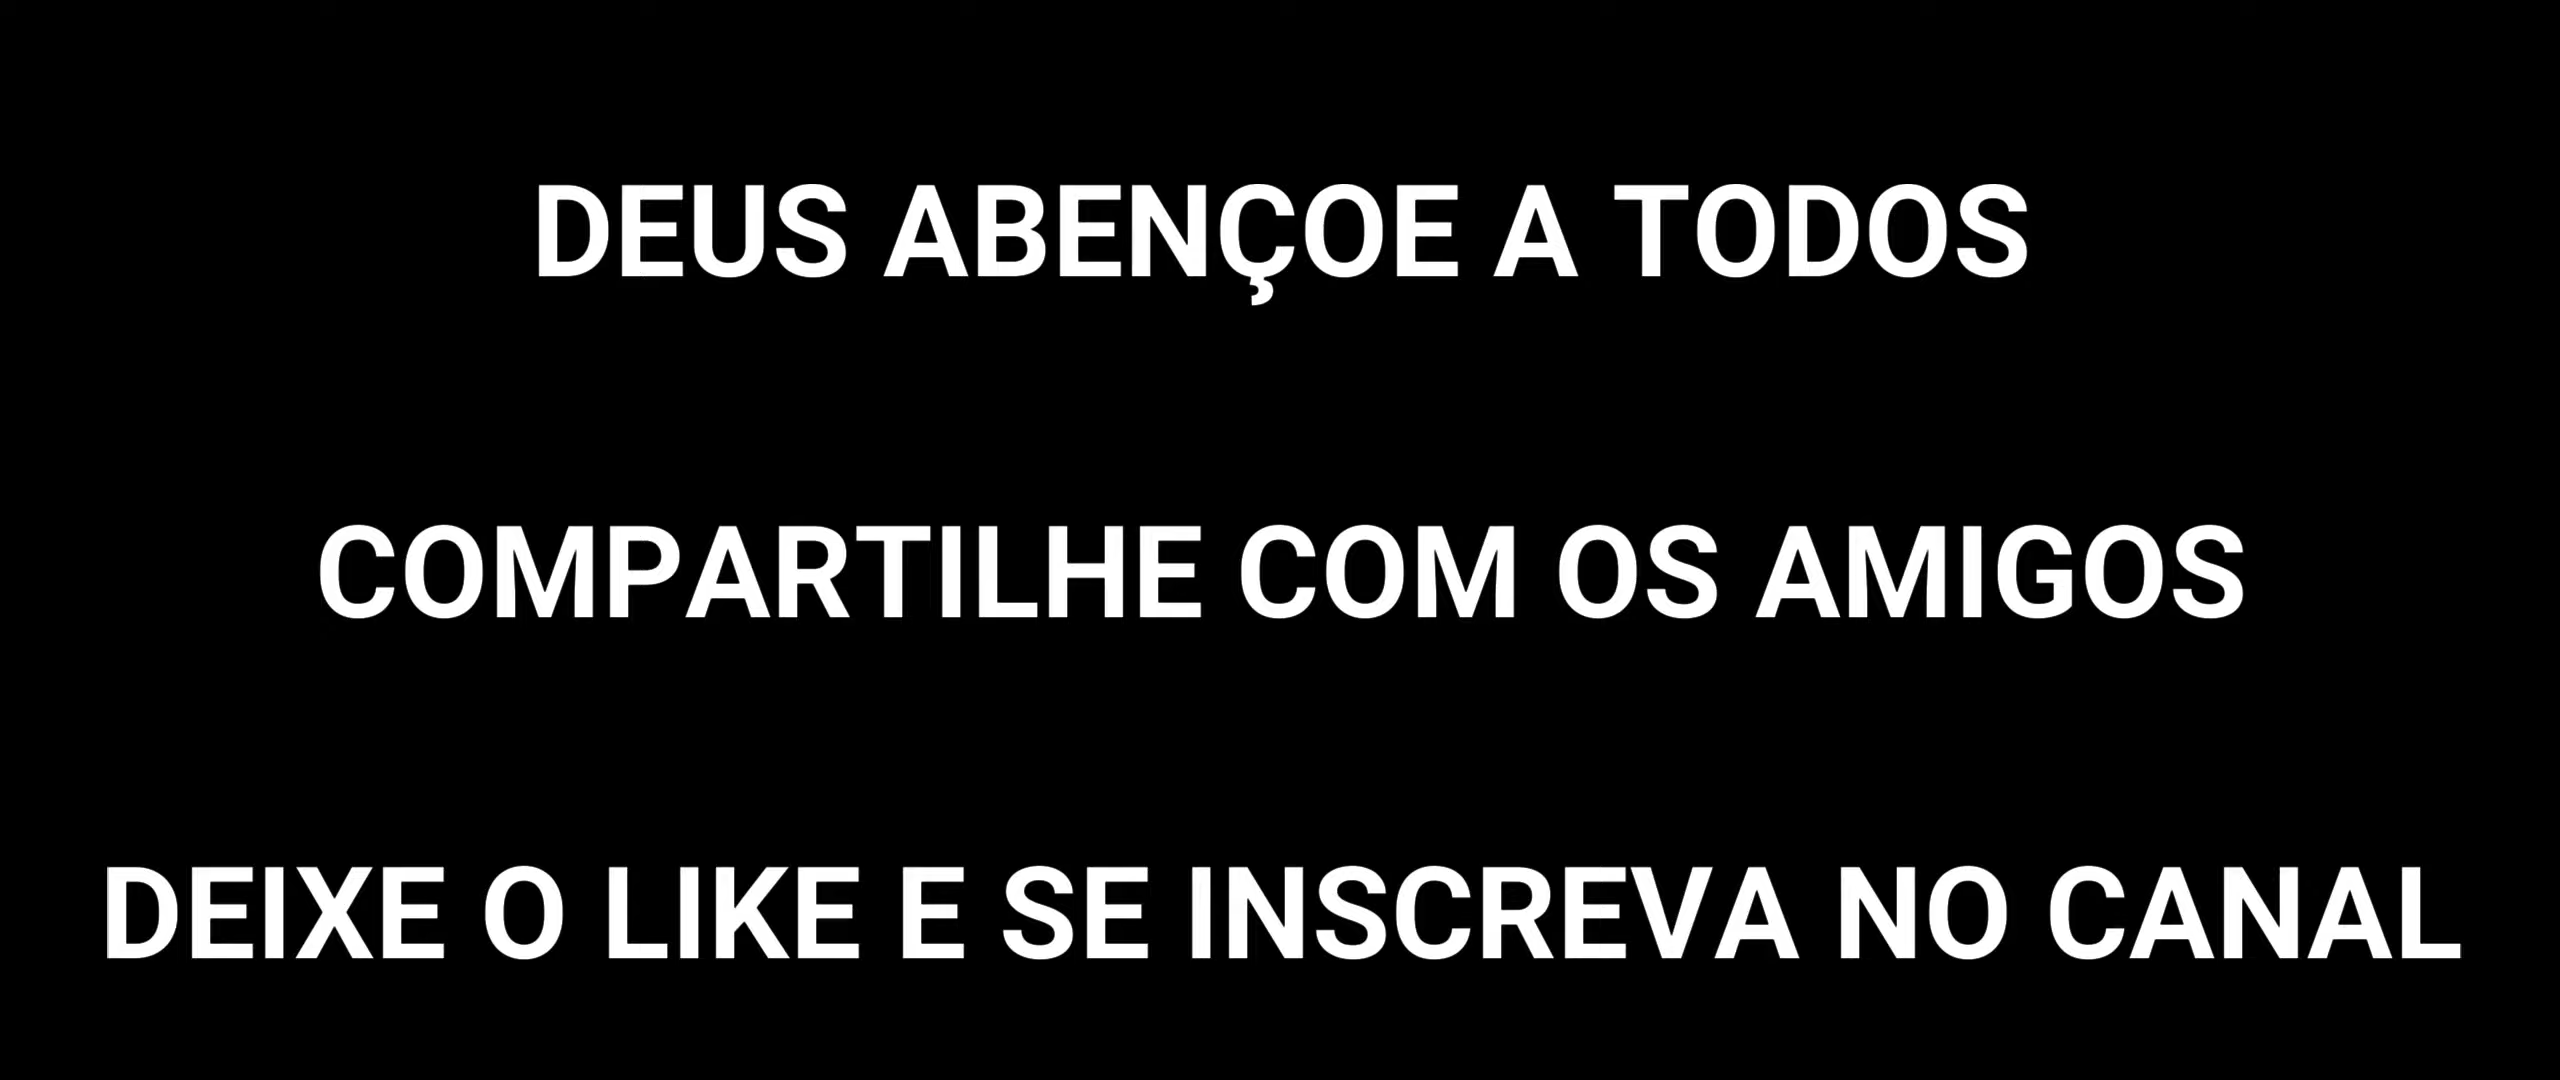 DEUS ABENÇOE A TODOS
COMPARTILHE COM OS AMIGOS
DEIXE O LIKE E SE INSCREVA NO CANAL